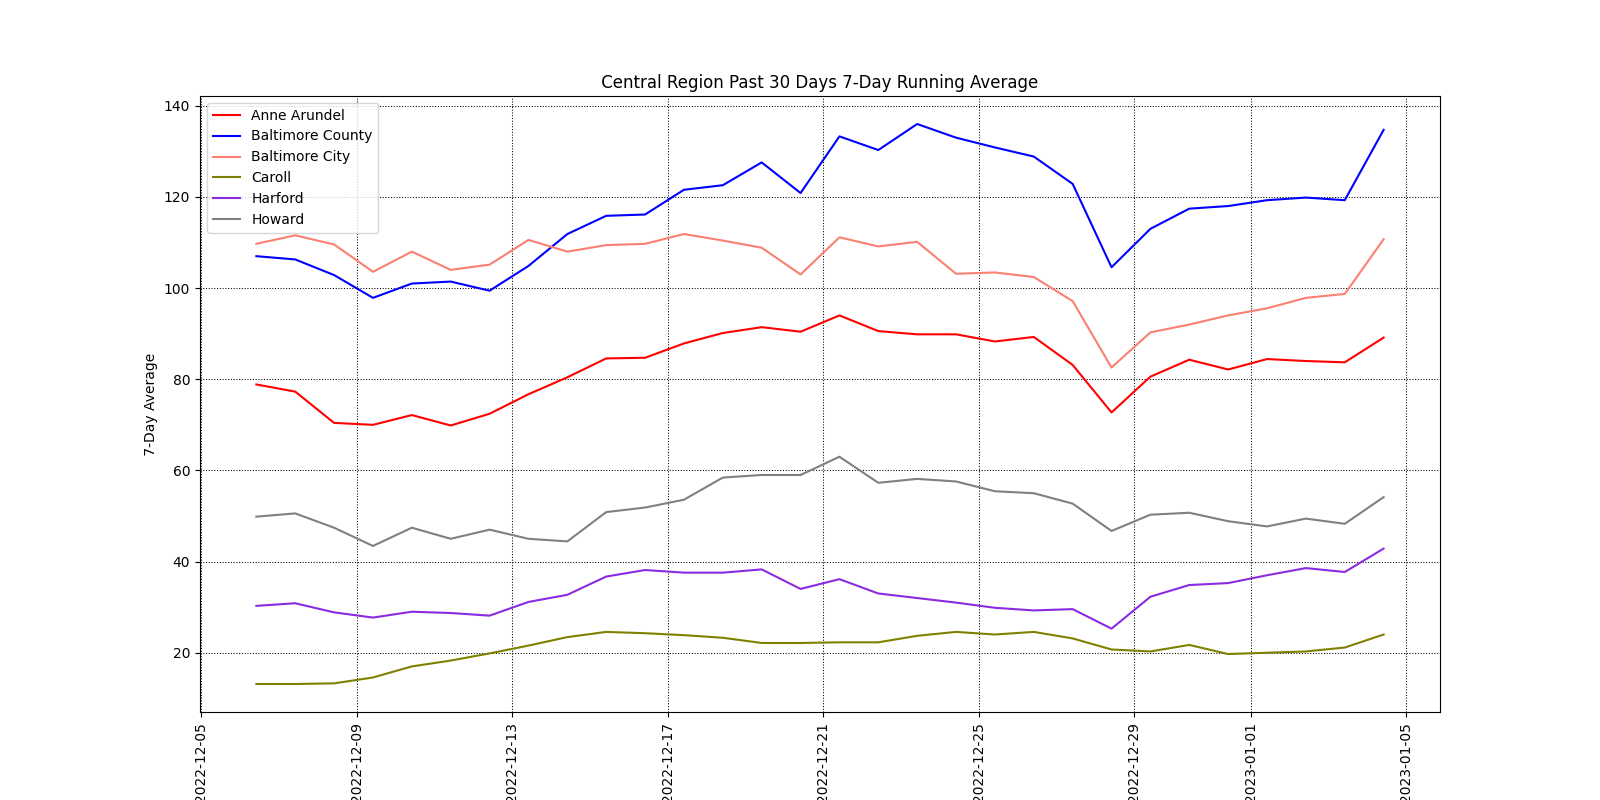 Central Region Past 30 Days 7-Day Running Average
140
120
100
80
60
40
20
7-Day Average
Anne Arundel
Baltimore County
Baltimore City
Caroll
Harford
Howard
2022-12-05
2022-12-09
2022-12-13
2022-12-17
2022-12-21
2022-12-25
2022-12-29
2023-01-01
2023-01-05